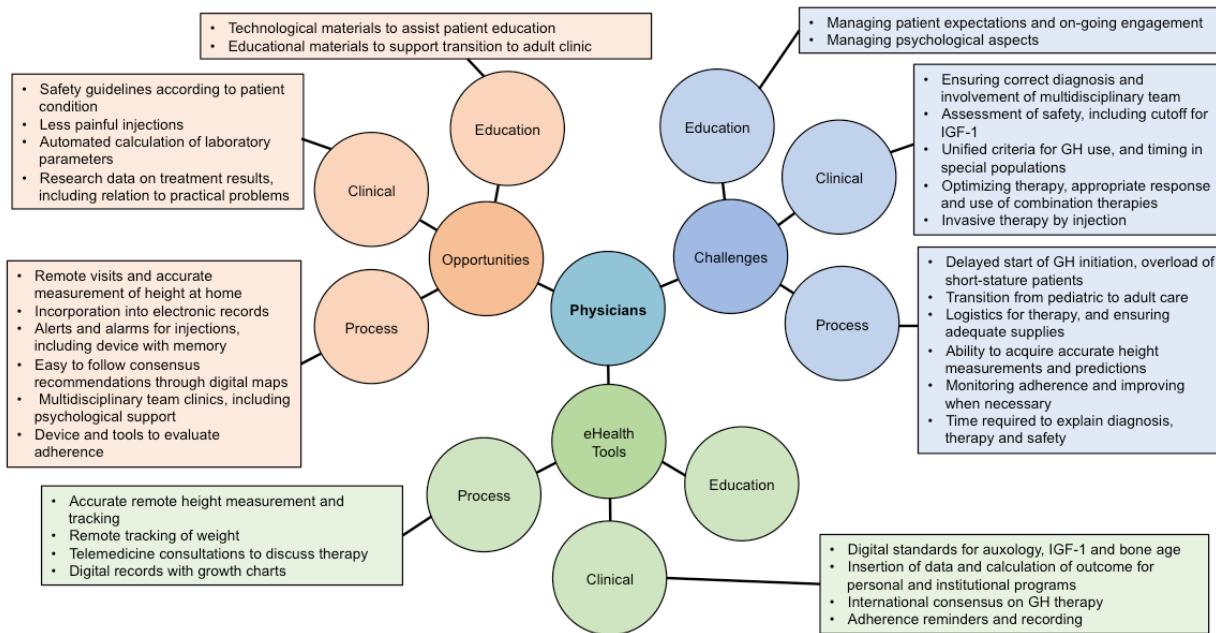 • Technological materials to assist patient education
• Educational materials to support transition to adult clinic
• Managing patient expectations and on-going engagement
• Managing psychological aspects
• Safety guidelines according to patient
condition
• Less painful injections
• Automated calculation of laboratory
parameters
• Research data on treatment results,
including relation to practical problems
• Ensuring correct diagnosis and
involvement of multidisciplinary team
• Assessment of safety, including cutoff for
IGF-1
• Unified criteria for GH use, and timing in
special populations
• Optimizing therapy, appropriate response
and use of combination therapies
• Invasive therapy by injection
Education
Clinical
Opportunities
Process
Education
Clinical
Challenges
Process
Physicians
• Remote visits and accurate
measurement of height at home
• Incorporation into electronic records
• Alerts and alarms for injections,
including device with memory
• Easy to follow consensus
recommendations through digital maps
• Multidisciplinary team clinics, including
psychological support
• Device and tools to evaluate
adherence
• Delayed start of GH initiation, overload of
short-stature patients
• Transition from pediatric to adult care
• Logistics for therapy, and ensuring
adequate supplies
• Ability to acquire accurate height
measurements and predictions
• Monitoring adherence and improving
when necessary
• Time required to explain diagnosis,
therapy and safety
eHealth
Tools
Process
Education
Clinical
• Accurate remote height measurement and
tracking
• Remote tracking of weight
• Telemedicine consultations to discuss therapy
• Digital records with growth charts
• Digital standards for auxology, IGF-1 and bone age
• Insertion of data and calculation of outcome for
personal and institutional programs
• International consensus on GH therapy
• Adherence reminders and recording